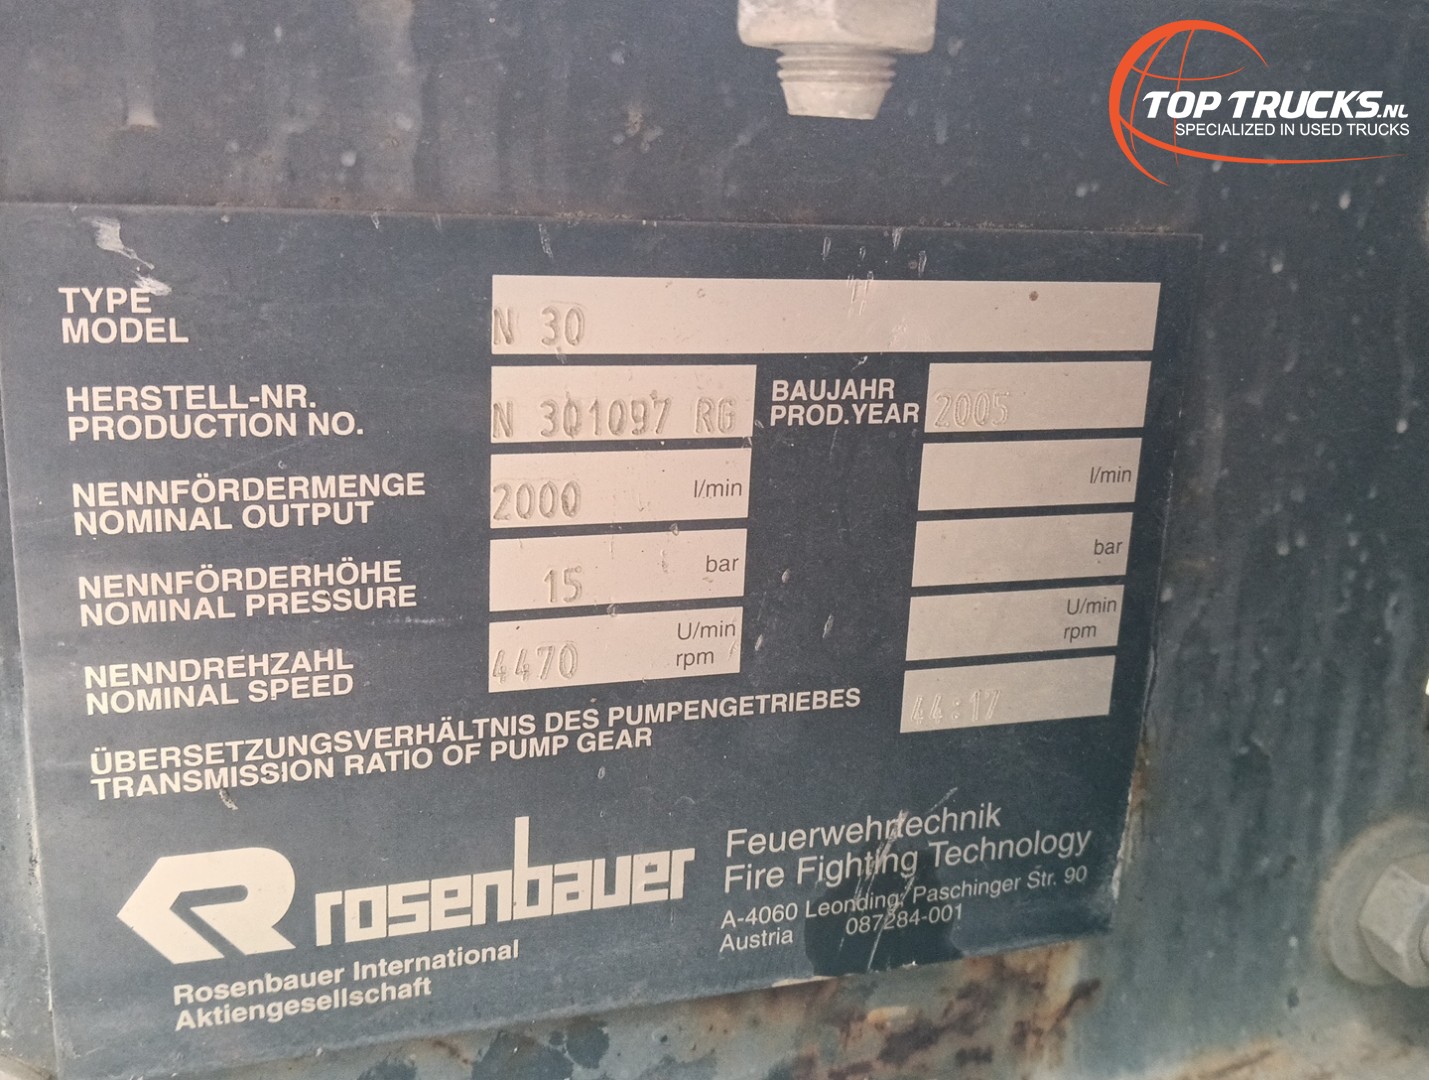 TOP TRUCKS.NL
SPECIALIZED IN USED TRUCKS
TYPE
MODEL
N 30
HERSTELL-NR.
PRODUCTION NO.
N 301097 RG
BAUJAHR
PROD.YEAR
2005
NENNFÖRDERMENGE
NOMINAL OUTPUT
2000 l/min
l/min
NENNFÖRDERHÖHE
NOMINAL PRESSURE
15 bar
bar
NENNDREHZAHL
NOMINAL SPEED
4470 U/min
rpm
U/min
rpm
ÜBERSETZUNGSVERHÄLTNIS DES PUMPENGETRIEBES
TRANSMISSION RATIO OF PUMP GEAR
44:17
rosenbauer
Rosenbauer International
Aktiengesellschaft
Feuerwehrtechnik
Fire Fighting Technology
A-4060 Leonding, Paschinger Str. 90
Austria 087284-001